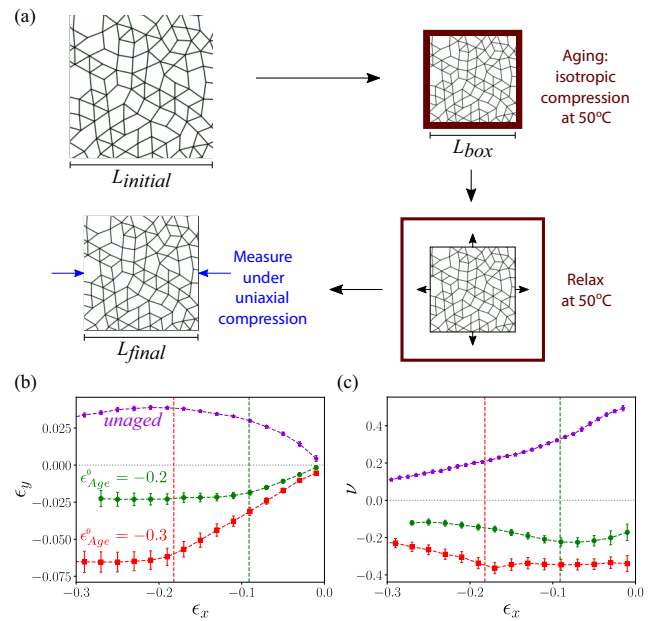 (a)
Aging:
isotropic
compression
at 50°C
L_initial
L_box
Measure
under
uniaxial
compression
Relax
at 50°C
L_final
(b)
(c)
unaged
ϵ⁰_Age = −0.2
ϵ⁰_Age = −0.3
ϵ_y
0.025
0.000
−0.025
−0.050
−0.075
−0.3
−0.2
−0.1
0.0
ϵ_x
ν
0.4
0.2
0.0
−0.2
−0.4
−0.3
−0.2
−0.1
0.0
ϵ_x